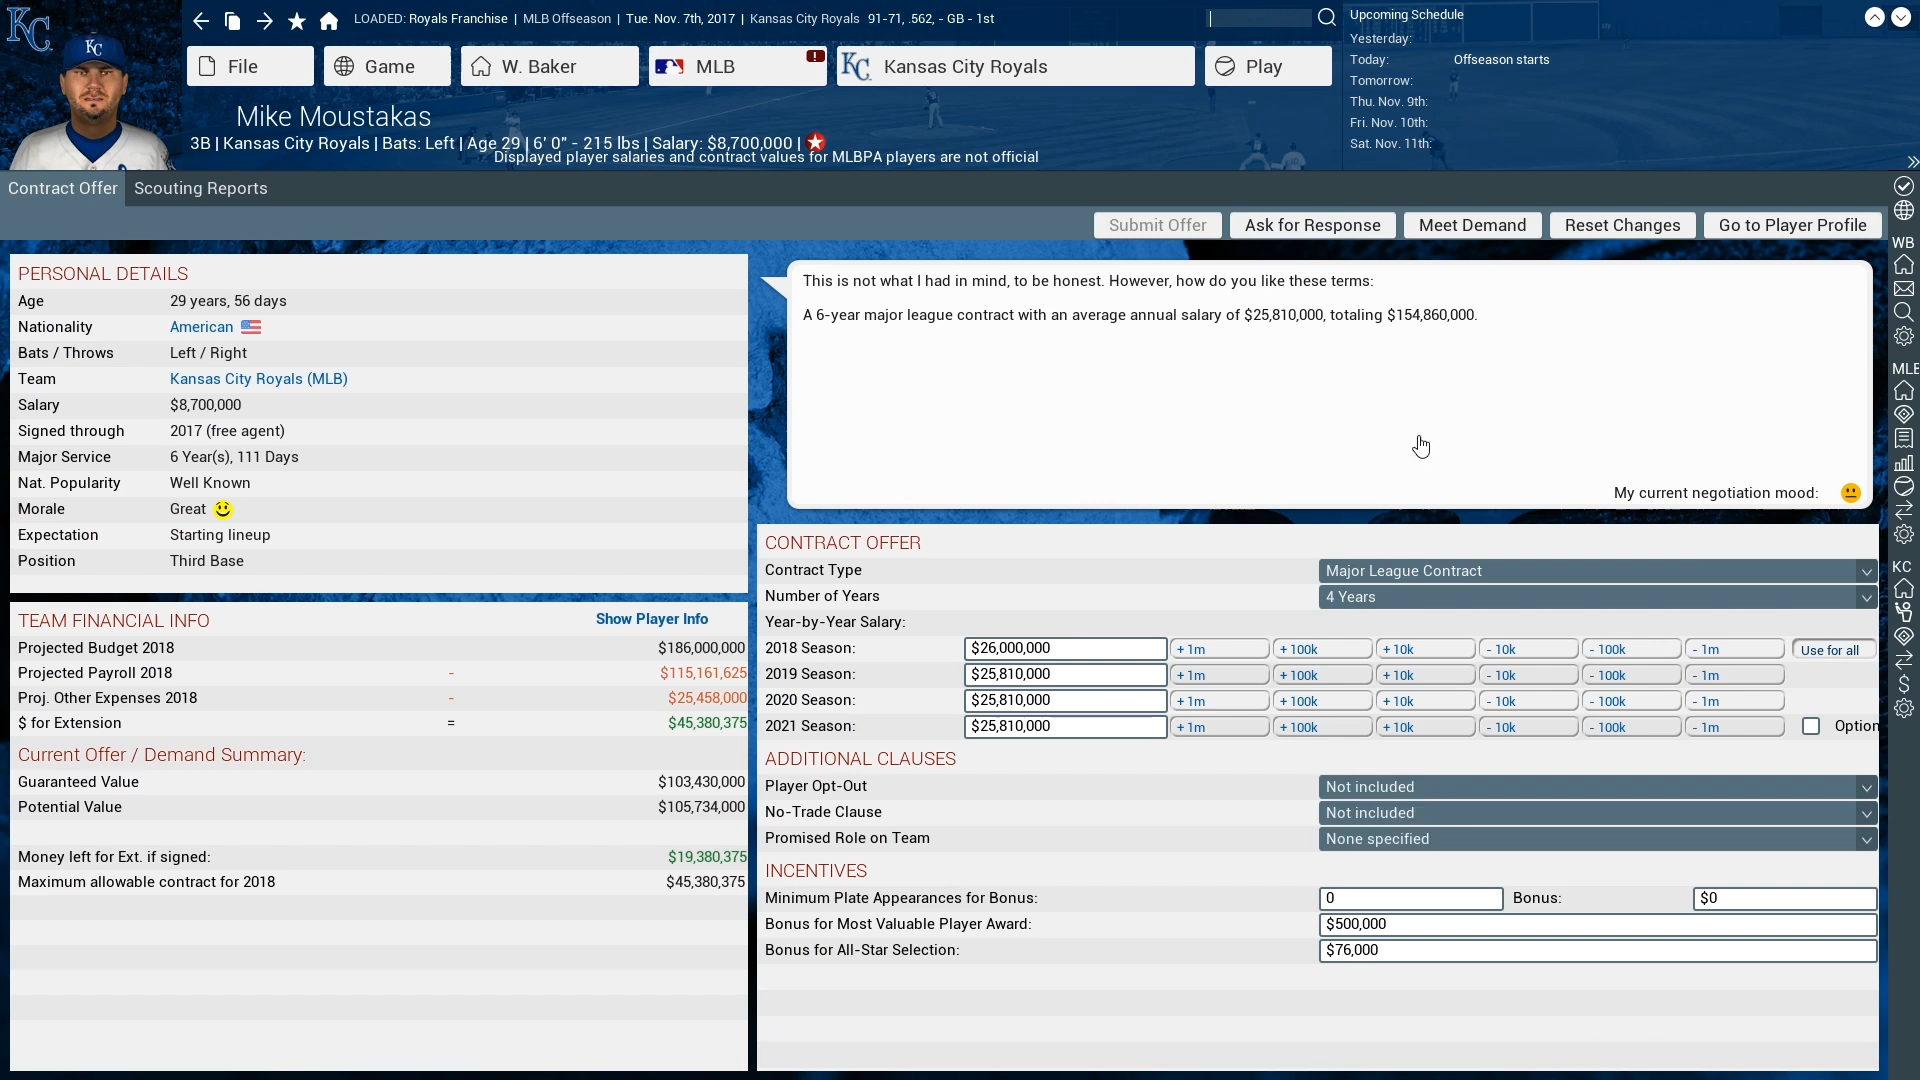 LOADED: Royals Franchise | MLB Offseason | Tue. Nov. 7th, 2017 | Kansas City Royals 91-71, .562, - GB - 1st
Upcoming Schedule
Yesterday:
Today: Offseason starts
Tomorrow:
Thu. Nov. 9th:
Fri. Nov. 10th:
Sat. Nov. 11th:
File Game W. Baker MLB ! Kansas City Royals Play
KC
Mike Moustakas
3B | Kansas City Royals | Bats: Left | Age 29 | 6' 0" - 215 lbs | Salary: $8,700,000 |
Displayed player salaries and contract values for MLBPA players are not official
Contract Offer Scouting Reports
Submit Offer Ask for Response Meet Demand Reset Changes Go to Player Profile
PERSONAL DETAILS
Age 29 years, 56 days
Nationality American
Bats / Throws Left / Right
Team Kansas City Royals (MLB)
Salary $8,700,000
Signed through 2017 (free agent)
Major Service 6 Year(s), 111 Days
Nat. Popularity Well Known
Morale Great
Expectation Starting lineup
Position Third Base
TEAM FINANCIAL INFO Show Player Info
Projected Budget 2018 $186,000,000
Projected Payroll 2018 - $115,161,625
Proj. Other Expenses 2018 - $25,458,000
$ for Extension = $45,380,375
Current Offer / Demand Summary:
Guaranteed Value $103,430,000
Potential Value $105,734,000
Money left for Ext. if signed: $19,380,375
Maximum allowable contract for 2018 $45,380,375
This is not what I had in mind, to be honest. However, how do you like these terms:
A 6-year major league contract with an average annual salary of $25,810,000, totaling $154,860,000.
My current negotiation mood:
CONTRACT OFFER
Contract Type Major League Contract
Number of Years 4 Years
Year-by-Year Salary:
2018 Season: $26,000,000 + 1m + 100k + 10k - 10k - 100k - 1m Use for all
2019 Season: $25,810,000 + 1m + 100k + 10k - 10k - 100k - 1m
2020 Season: $25,810,000 + 1m + 100k + 10k - 10k - 100k - 1m
2021 Season: $25,810,000 + 1m + 100k + 10k - 10k - 100k - 1m Option
ADDITIONAL CLAUSES
Player Opt-Out Not included
No-Trade Clause Not included
Promised Role on Team None specified
INCENTIVES
Minimum Plate Appearances for Bonus: 0 Bonus: $0
Bonus for Most Valuable Player Award: $500,000
Bonus for All-Star Selection: $76,000
WB
MLB
KC